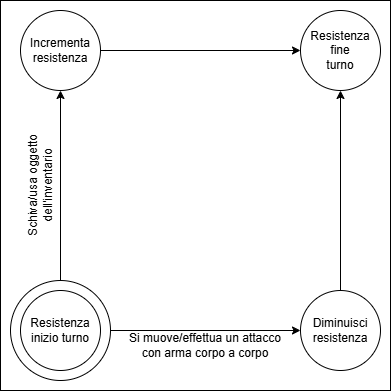 Incrementa
resistenza
Resistenza
fine
turno
Schiva/usa oggetto
dell'inventario
Resistenza
inizio turno
Si muove/effettua un attacco
con arma corpo a corpo
Diminuisci
resistenza